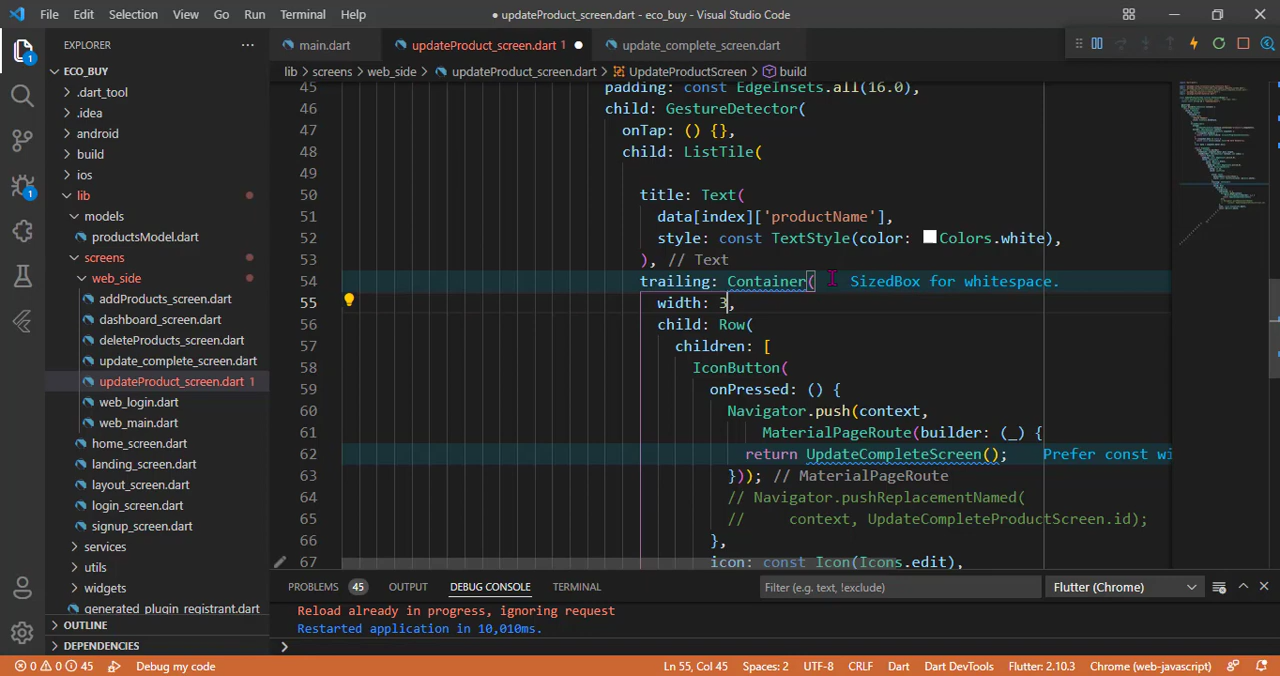 File Edit Selection View Go Run Terminal Help
● updateProduct_screen.dart - eco_buy - Visual Studio Code
EXPLORER
main.dart
updateProduct_screen.dart 1
update_complete_screen.dart
ECO_BUY
lib > screens > web_side > updateProduct_screen.dart > UpdateProductScreen > build
.dart_tool
.idea
android
build
ios
lib
models
productsModel.dart
screens
web_side
addProducts_screen.dart
dashboard_screen.dart
deleteProducts_screen.dart
update_complete_screen.dart
updateProduct_screen.dart 1
web_login.dart
web_main.dart
home_screen.dart
landing_screen.dart
layout_screen.dart
login_screen.dart
signup_screen.dart
services
utils
widgets
generated_plugin_registrant.dart
OUTLINE
DEPENDENCIES
45 padding: const EdgeInsets.all(16.0),
46 child: GestureDetector(
47 onTap: () {},
48 child: ListTile(
49
50 title: Text(
51 data[index]['productName'],
52 style: const TextStyle(color: Colors.white),
53 ), // Text
54 trailing: Container( SizedBox for whitespace.
55 width: 3,
56 child: Row(
57 children: [
58 IconButton(
59 onPressed: () {
60 Navigator.push(context,
61 MaterialPageRoute(builder: (_) {
62 return UpdateCompleteScreen(); Prefer const wi
63 })); // MaterialPageRoute
64 // Navigator.pushReplacementNamed(
65 // context, UpdateCompleteProductScreen.id);
66 },
67 icon: const Icon(Icons.edit),
PROBLEMS 45 OUTPUT DEBUG CONSOLE TERMINAL
Filter (e.g. text, !exclude)
Flutter (Chrome)
Reload already in progress, ignoring request
Restarted application in 10,010ms.
0 0 45 Debug my code
Ln 55, Col 45 Spaces: 2 UTF-8 CRLF Dart Dart DevTools Flutter: 2.10.3 Chrome (web-javascript)